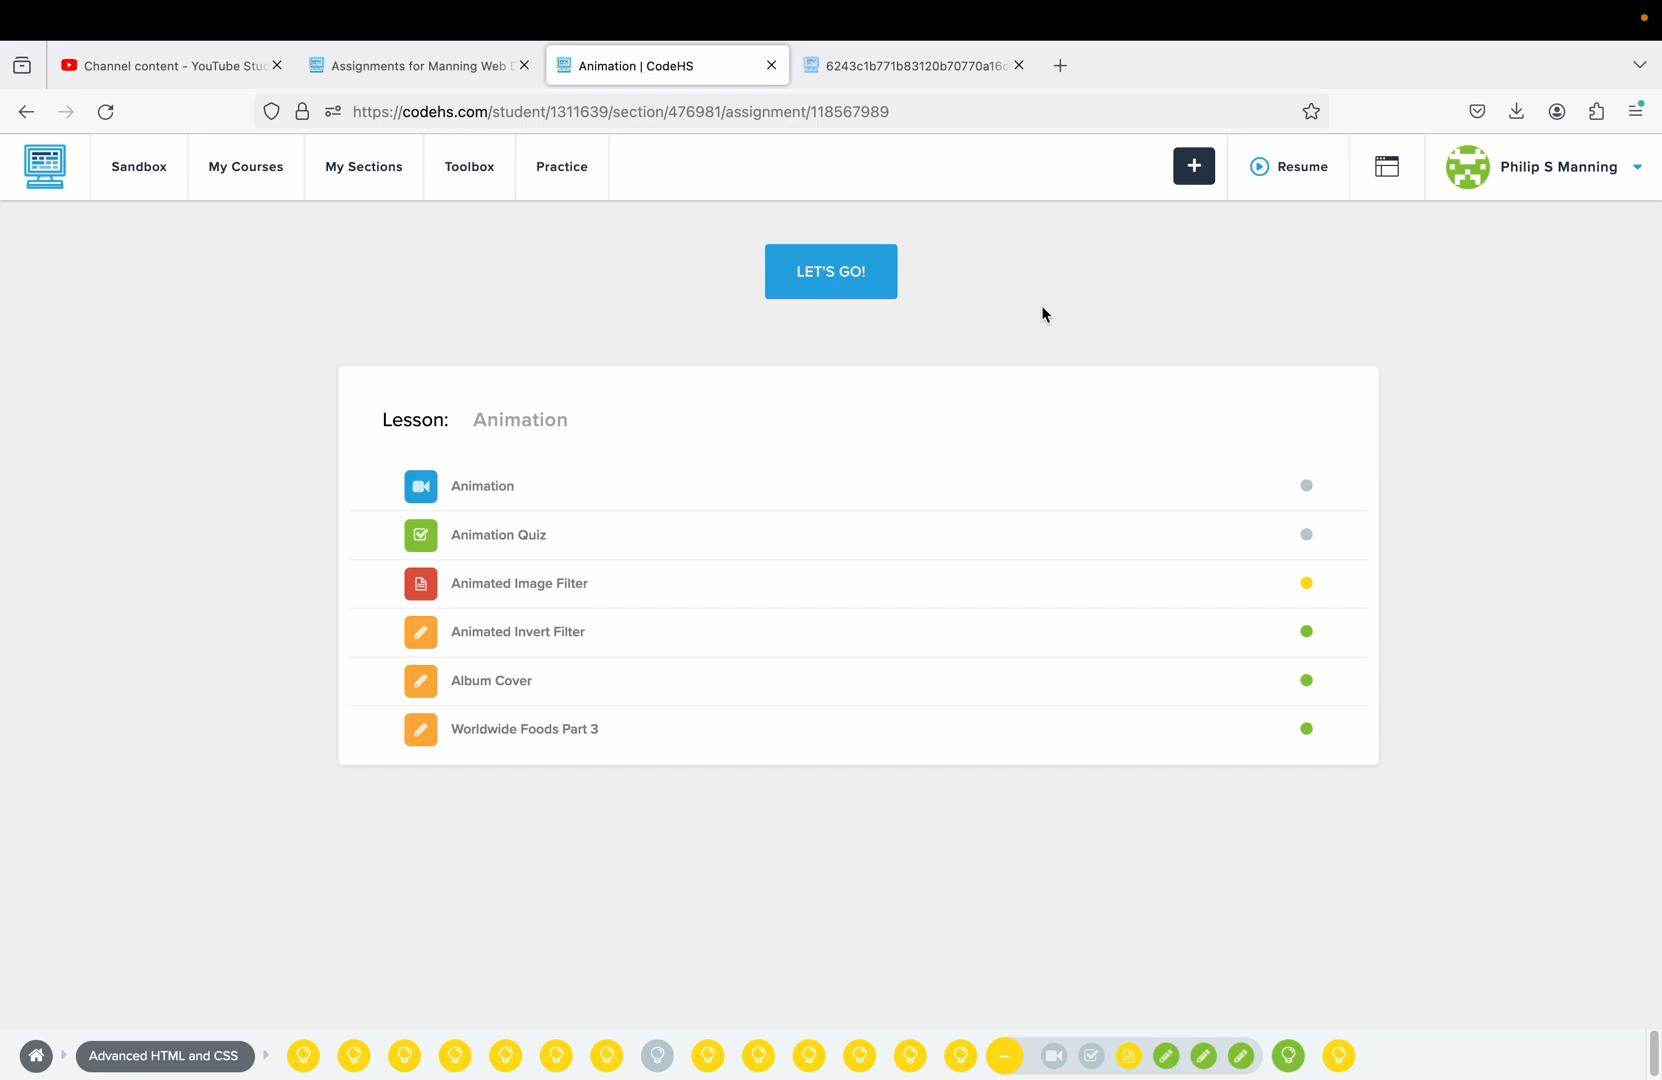 Channel content - YouTube Stu
Assignments for Manning Web D
Animation | CodeHS
6243c1b771b83120b70770a16c
https://codehs.com/student/1311639/section/476981/assignment/118567989
Sandbox
My Courses
My Sections
Toolbox
Practice
+
Resume
Philip S Manning
LET'S GO!
Lesson: Animation
Animation
Animation Quiz
Animated Image Filter
Animated Invert Filter
Album Cover
Worldwide Foods Part 3
Advanced HTML and CSS